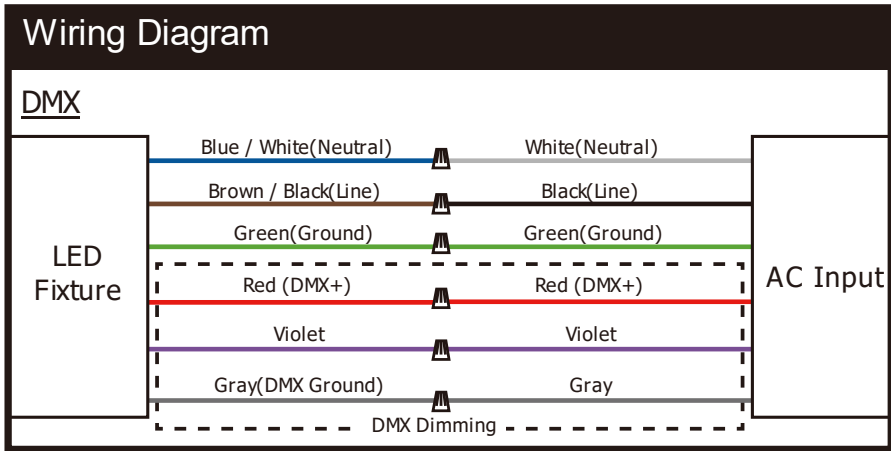 Wiring Diagram
DMX
Blue / White(Neutral) White(Neutral)
Brown / Black(Line) Black(Line)
Green(Ground) Green(Ground)
LED
Fixture
Red (DMX+) Red (DMX+)
AC Input
Violet Violet
Gray(DMX Ground) Gray
DMX Dimming